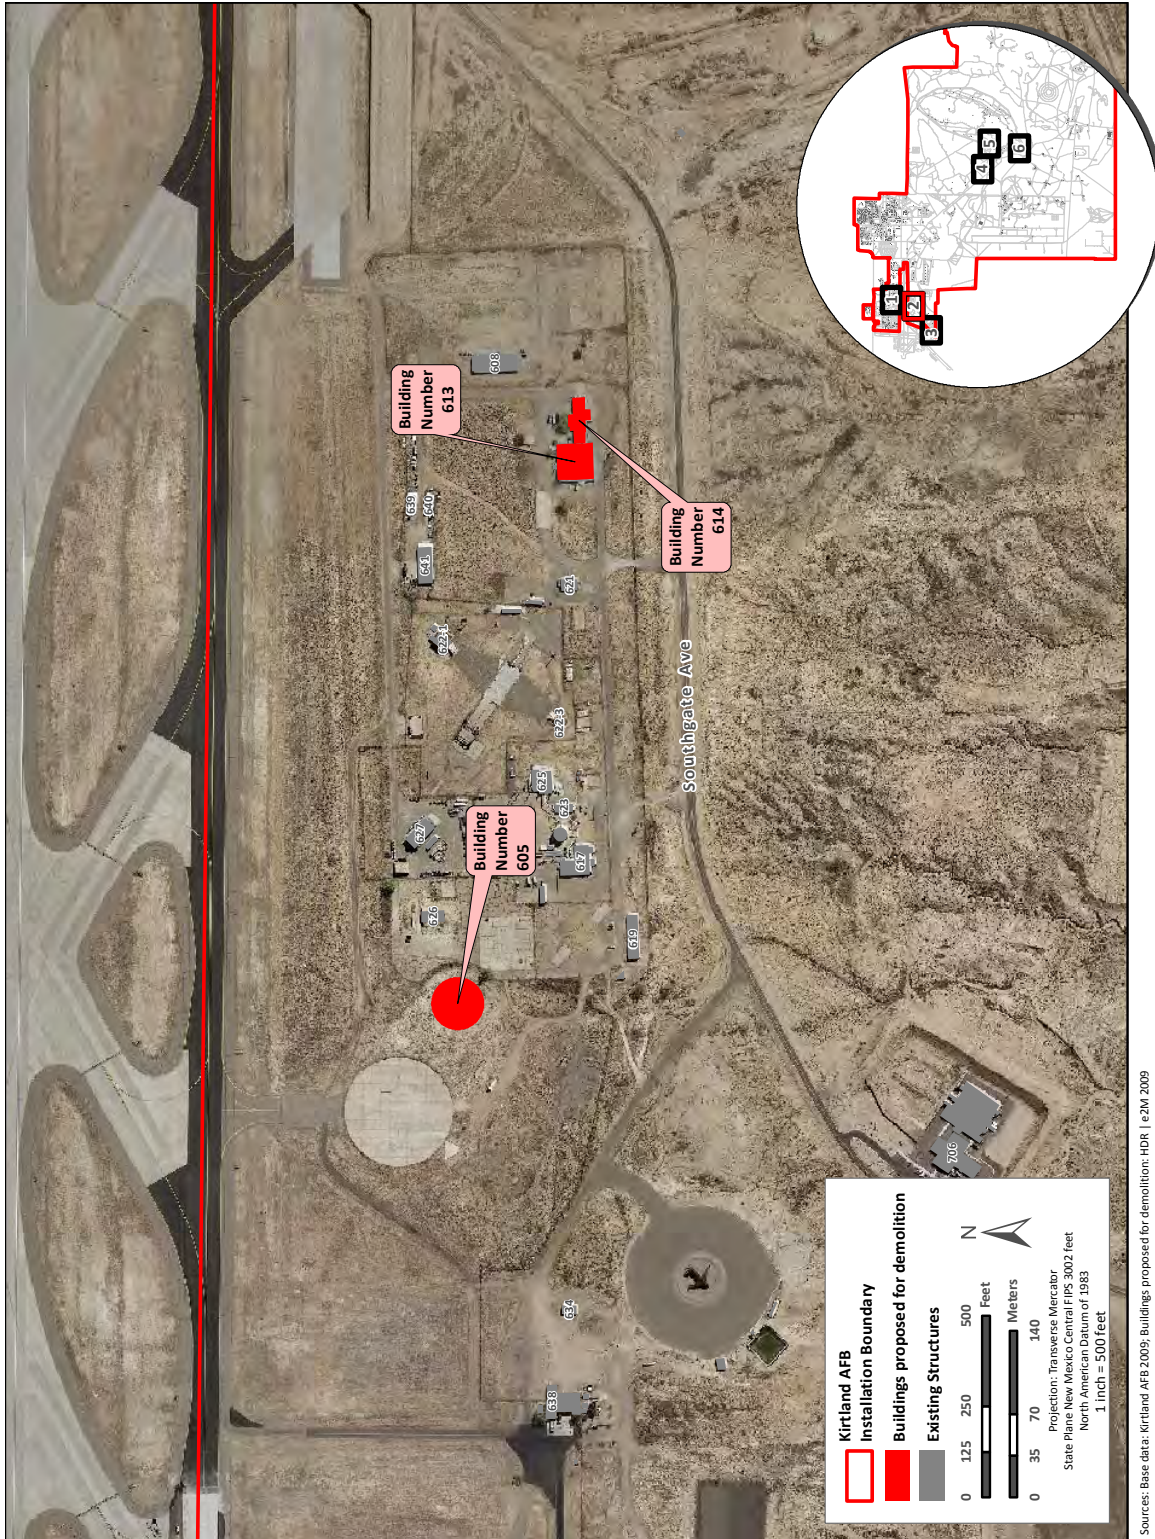 Building
Number
613
Building
Number
614
Building
Number
605
608
639
640
641
621
622-1
622-3
625
623
627
617
626
619
634
638
706
Southgate Ave
1
2
3
4
5
6
Kirtland AFB
Installation Boundary
Buildings proposed for demolition
Existing Structures
0 125 250 500
Feet
Meters
0 35 70 140
N
Projection: Transverse Mercator
State Plane New Mexico Central FIPS 3002 feet
North American Datum of 1983
1 inch = 500 feet
Sources: Base data: Kirtland AFB 2009; Buildings proposed for demolition: HDR | e2M 2009